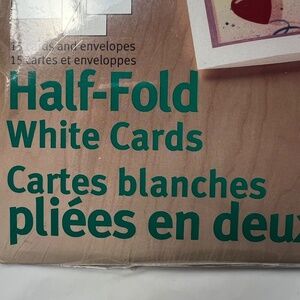 15 cards and envelopes
15 cartes et enveloppes
Half-Fold
White Cards
Cartes blanches
pliées en deux